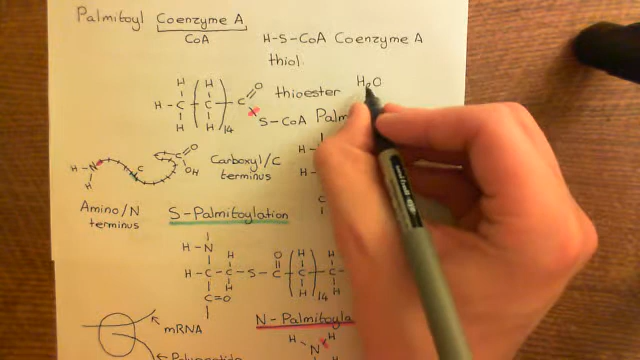 Palmitoyl Coenzyme A
CoA
H-S-CoA Coenzyme A
thiol
H
H
H-C
C
C
O
H
H
14
S-CoA
thioester
H2O
H-N
H
C
C
O
OH
Carboxyl/C
terminus
Amino/N
terminus
S-Palmitoylation
H-N
H
O
H
H
H-C-C-S-C
C
C
H
H
H
14
C=O
mRNA
N-Palmitoyla
H
H
N